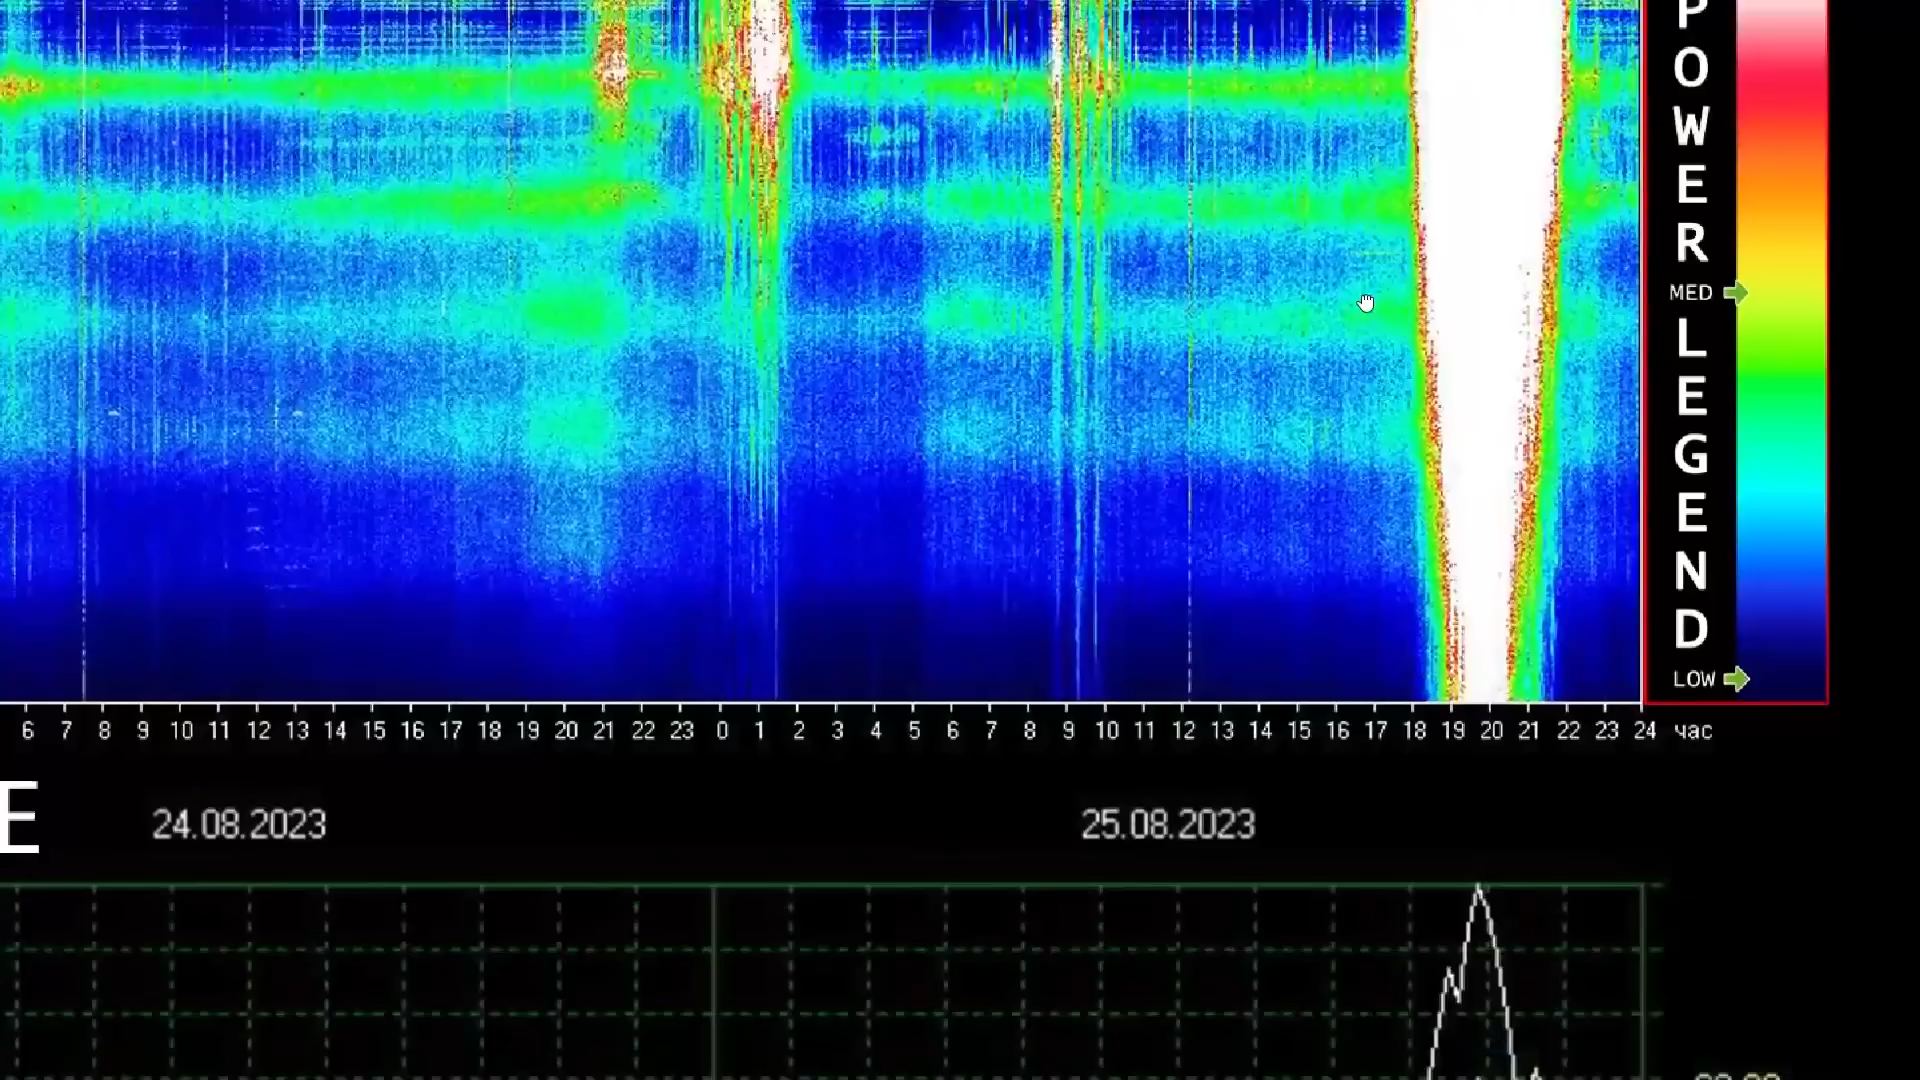 POWER LEGEND
MED
LOW
6 7 8 9 10 11 12 13 14 15 16 17 18 19 20 21 22 23 0 1 2 3 4 5 6 7 8 9 10 11 12 13 14 15 16 17 18 19 20 21 22 23 24 час
E
24.08.2023 25.08.2023